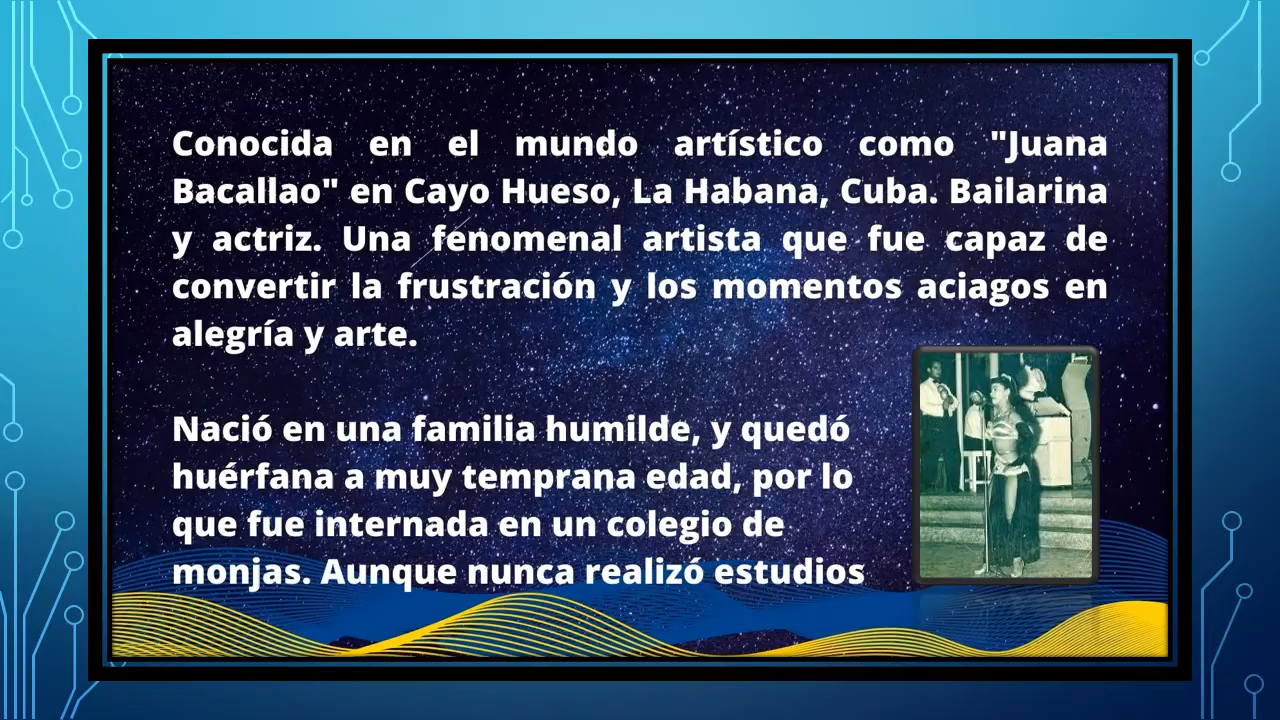 Conocida en el mundo artístico como "Juana
Bacallao" en Cayo Hueso, La Habana, Cuba. Bailarina
y actriz. Una fenomenal artista que fue capaz de
convertir la frustración y los momentos aciagos en
alegría y arte.
Nació en una familia humilde, y quedó
huérfana a muy temprana edad, por lo
que fue internada en un colegio de
monjas. Aunque nunca realizó estudios